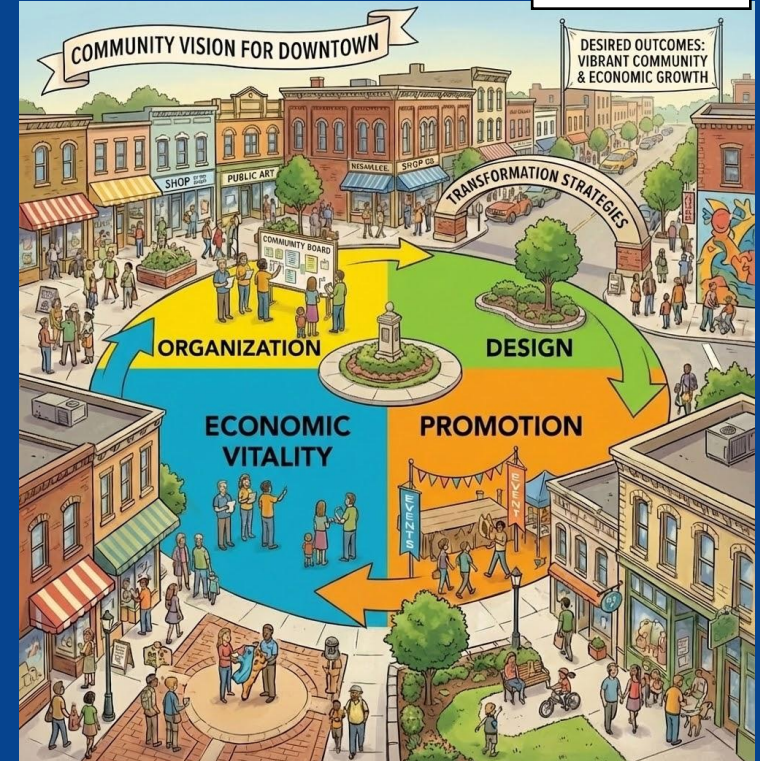 COMMUNITY VISION FOR DOWNTOWN
DESIRED OUTCOMES:
VIBRANT COMMUNITY
& ECONOMIC GROWTH
SHOP
PUBLIC ART
TRANSFORMATION STRATEGIES
COMMUNITY BOARD
ORGANIZATION
DESIGN
ECONOMIC
VITALITY
PROMOTION
EVENTS
EVENT